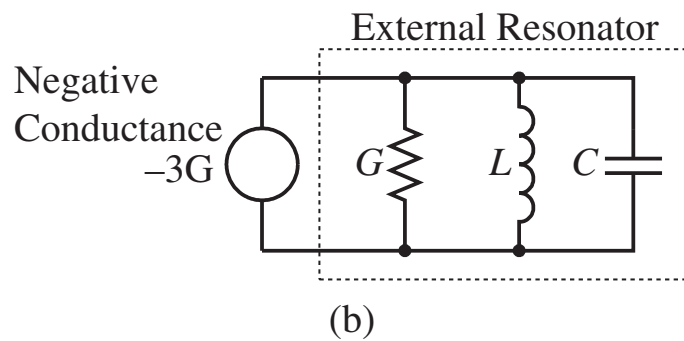 External Resonator
Negative
Conductance
–3G
G
L
C
(b)